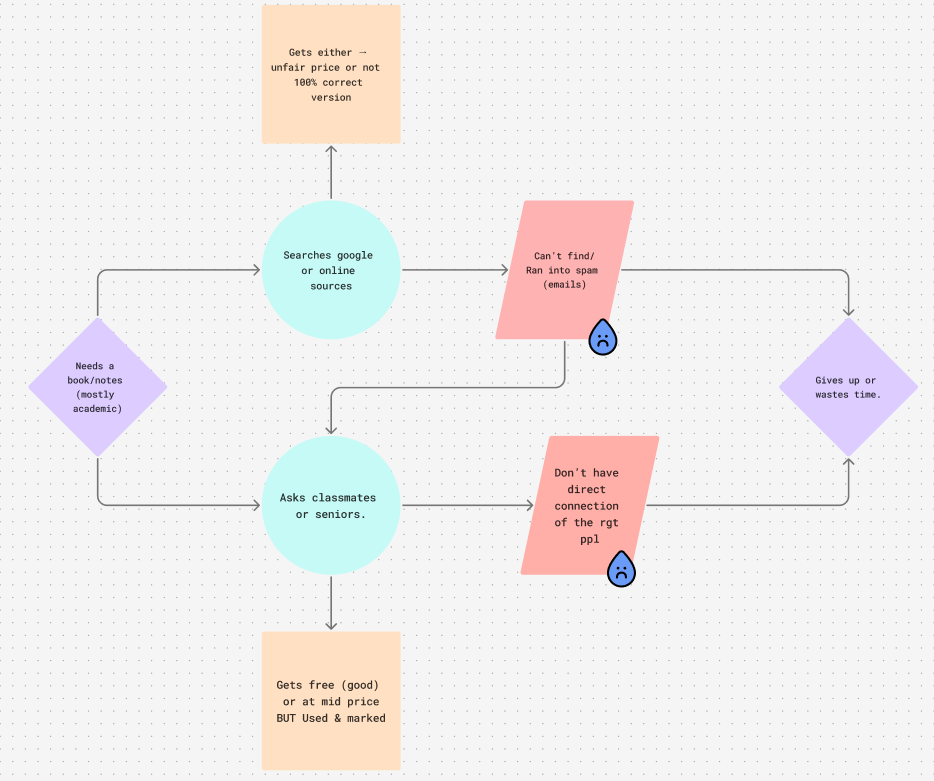 Gets either →
unfair price or not
100% correct
version
Searches google
or online
sources
Can't find/
Ran into spam
(emails)
Needs a
book/notes
(mostly
academic)
Gives up or
wastes time.
Asks classmates
or seniors.
Don't have
direct
connection
of the rgt
ppl
Gets free (good)
or at mid price
BUT Used & marked